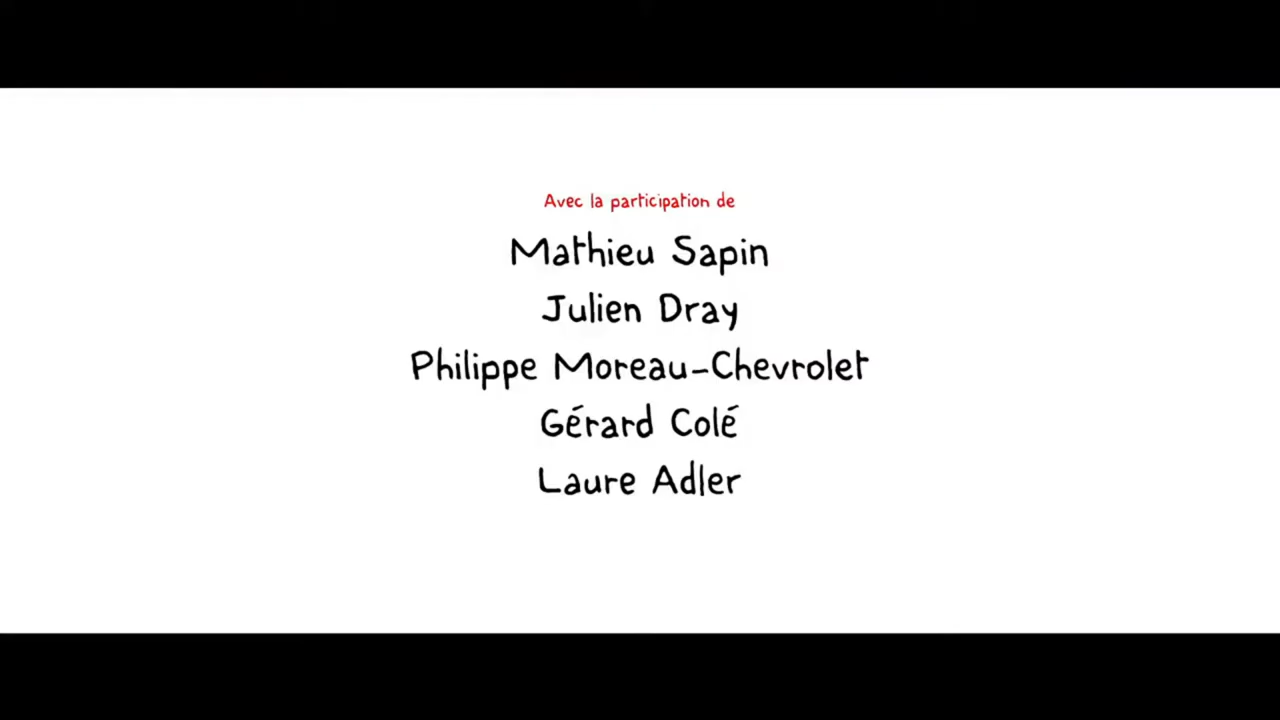 Avec la participation de
Mathieu Sapin
Julien Dray
Philippe Moreau-Chevrolet
Gérard Colé
Laure Adler